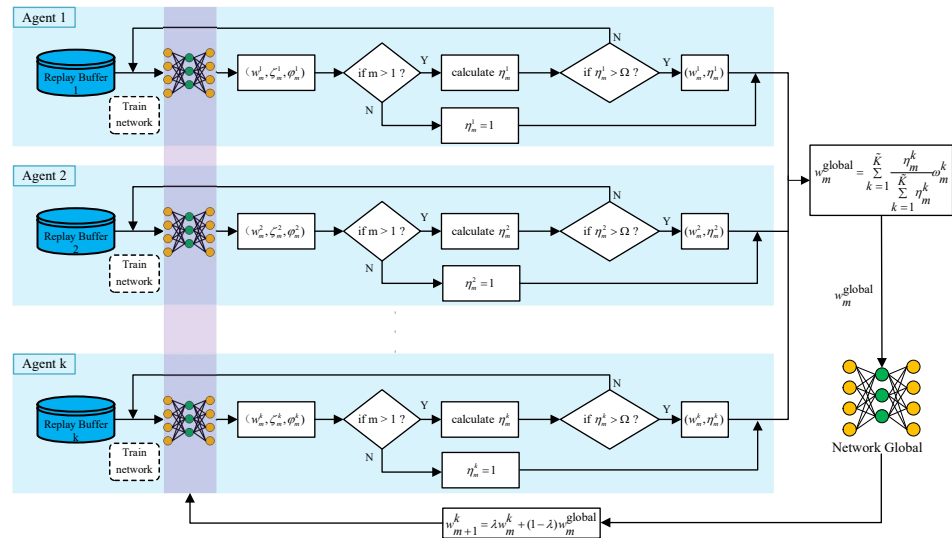 Agent 1
Replay Buffer
1
Train
network
(w_m^1, ζ_m^1, φ_m^1)
if m > 1 ?
Y
N
calculate η_m^1
η_m^1 = 1
if η_m^1 > Ω ?
N
Y
(w_m^1, η_m^1)
Agent 2
Replay Buffer
2
Train
network
(w_m^2, ζ_m^2, φ_m^2)
if m > 1 ?
Y
N
calculate η_m^2
η_m^2 = 1
if η_m^2 > Ω ?
N
Y
(w_m^2, η_m^2)
Agent k
Replay Buffer
k
Train
network
(w_m^k, ζ_m^k, φ_m^k)
if m > 1 ?
Y
N
calculate η_m^k
η_m^k = 1
if η_m^k > Ω ?
N
Y
(w_m^k, η_m^k)
w_m^global = Σ_{k=1}^{K̃} η_m^k / Σ_{k=1}^{K̃} η_m^k ω_m^k
w_m^global
Network Global
w_{m+1}^k = λw_m^k + (1−λ)w_m^global